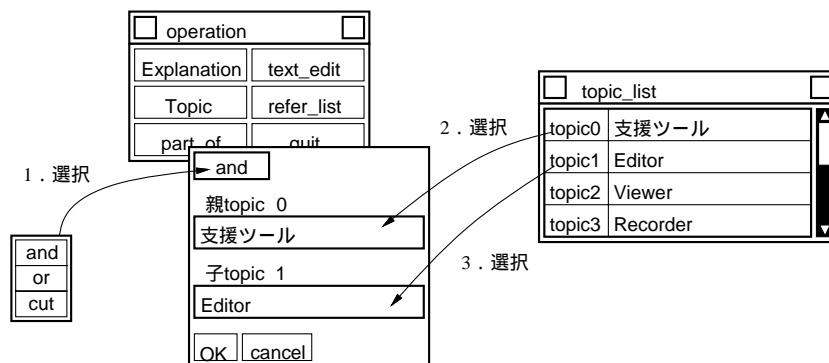 operation
Explanation text_edit
Topic refer_list
part_of quit
1．選択
and
or
cut
and
親topic 0
支援ツール
子topic 1
Editor
OK cancel
2．選択
3．選択
topic_list
topic0 支援ツール
topic1 Editor
topic2 Viewer
topic3 Recorder